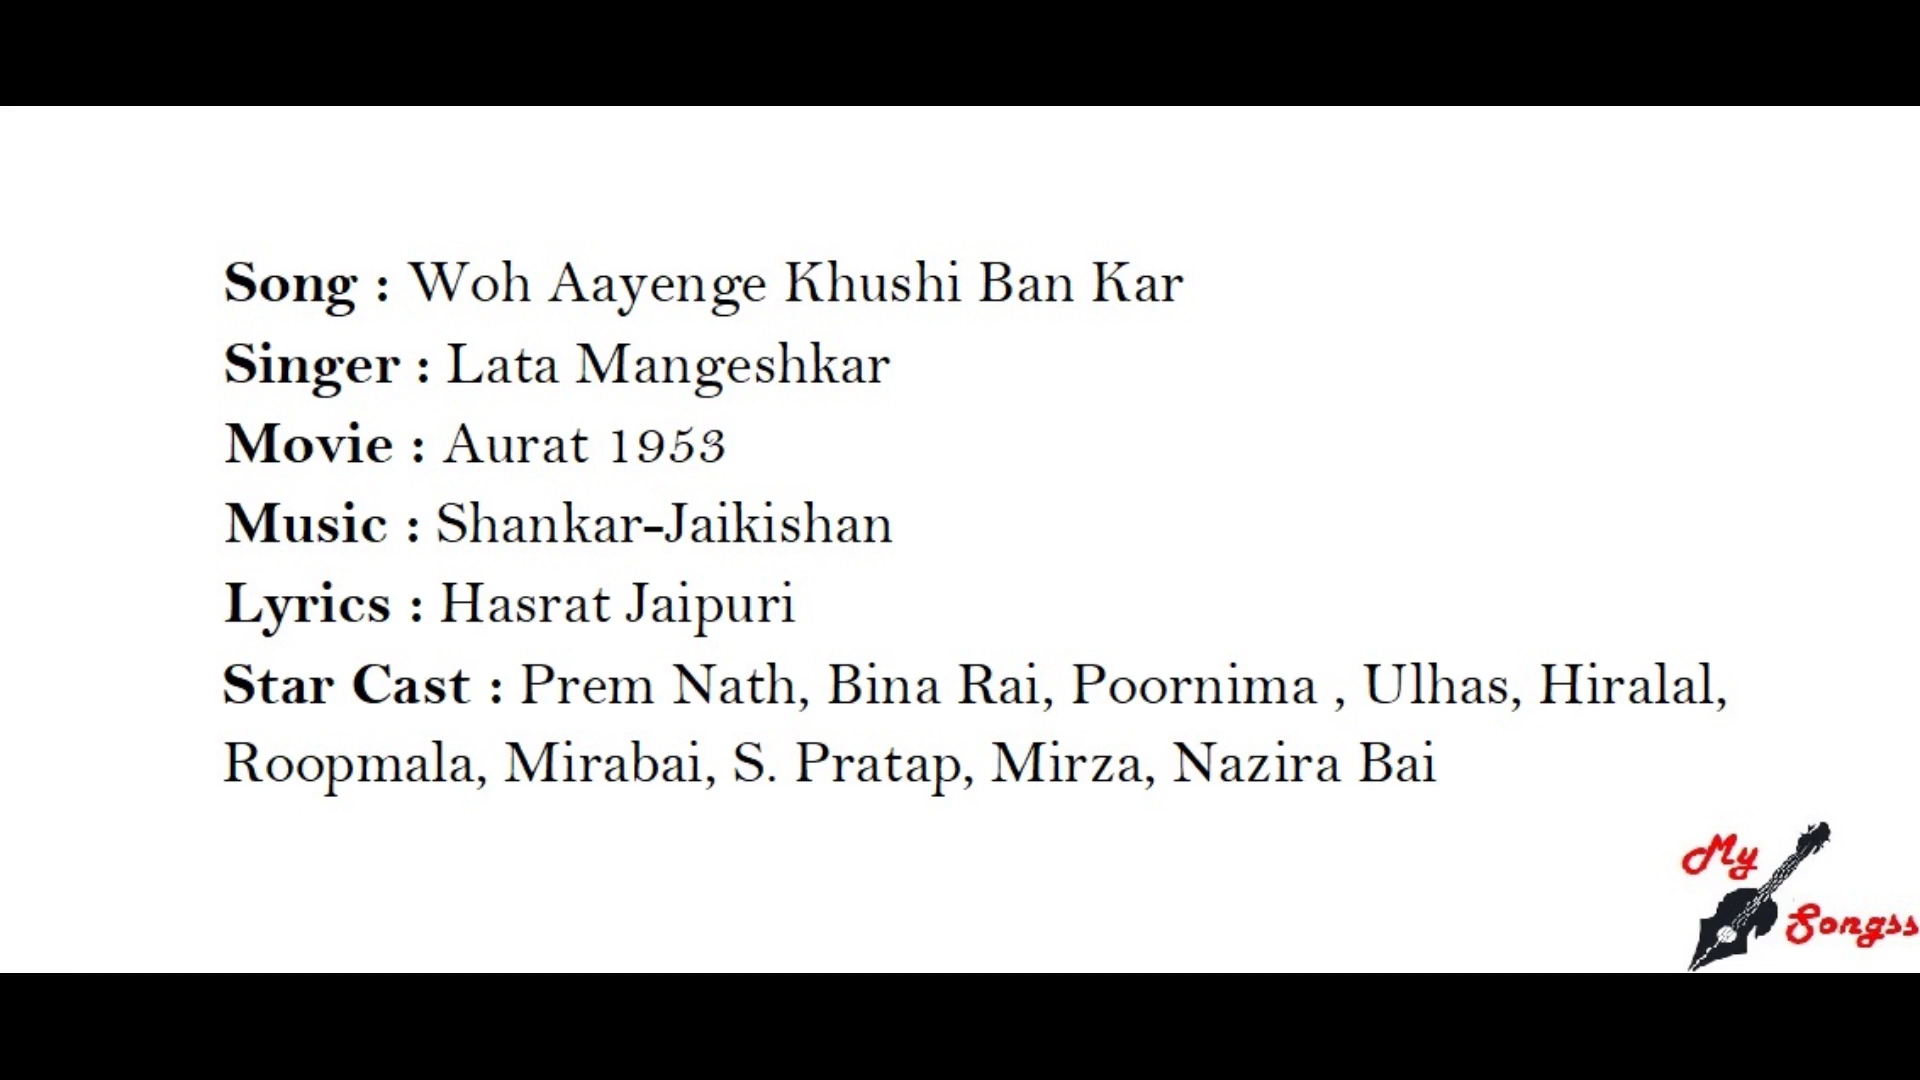 Song : Woh Aayenge Khushi Ban Kar
Singer : Lata Mangeshkar
Movie : Aurat 1953
Music : Shankar-Jaikishan
Lyrics : Hasrat Jaipuri
Star Cast : Prem Nath, Bina Rai, Poornima , Ulhas, Hiralal,
Roopmala, Mirabai, S. Pratap, Mirza, Nazira Bai
My
Songss